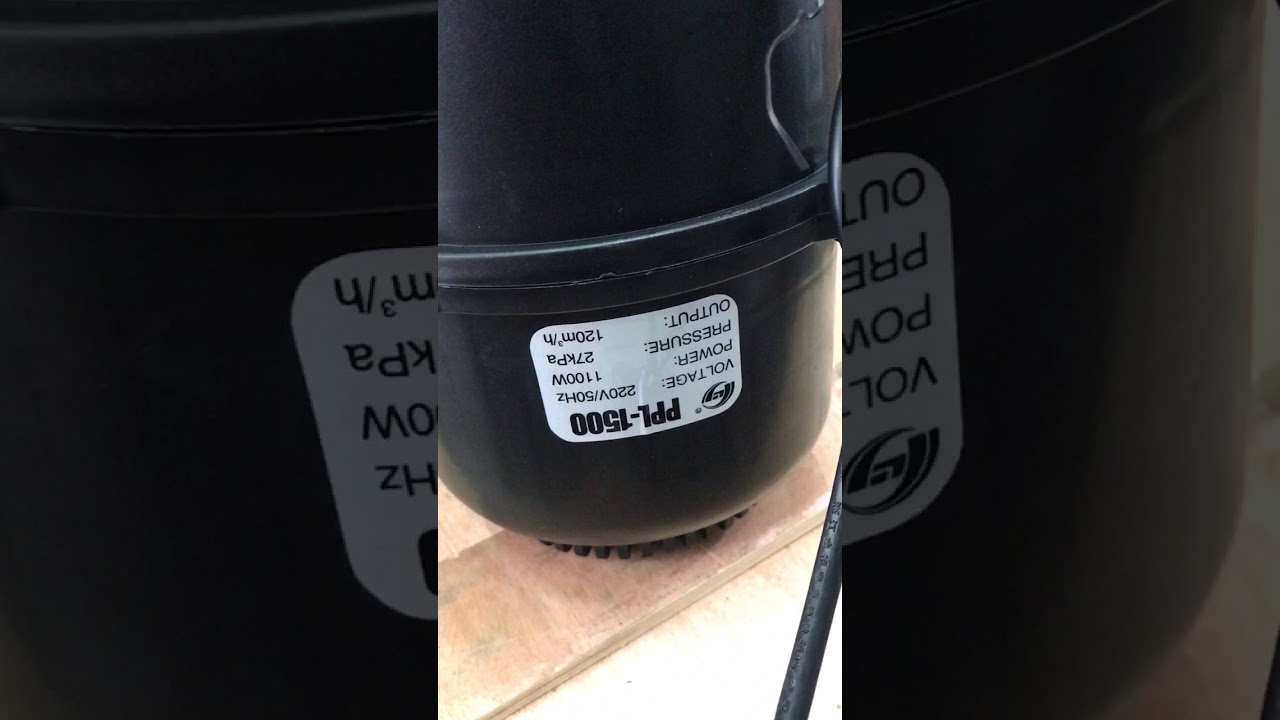 PPL-1500
VOLTAGE: 220V/50Hz
POWER: 1100W
PRESSURE: 27kPa
OUTPUT: 120m³/h